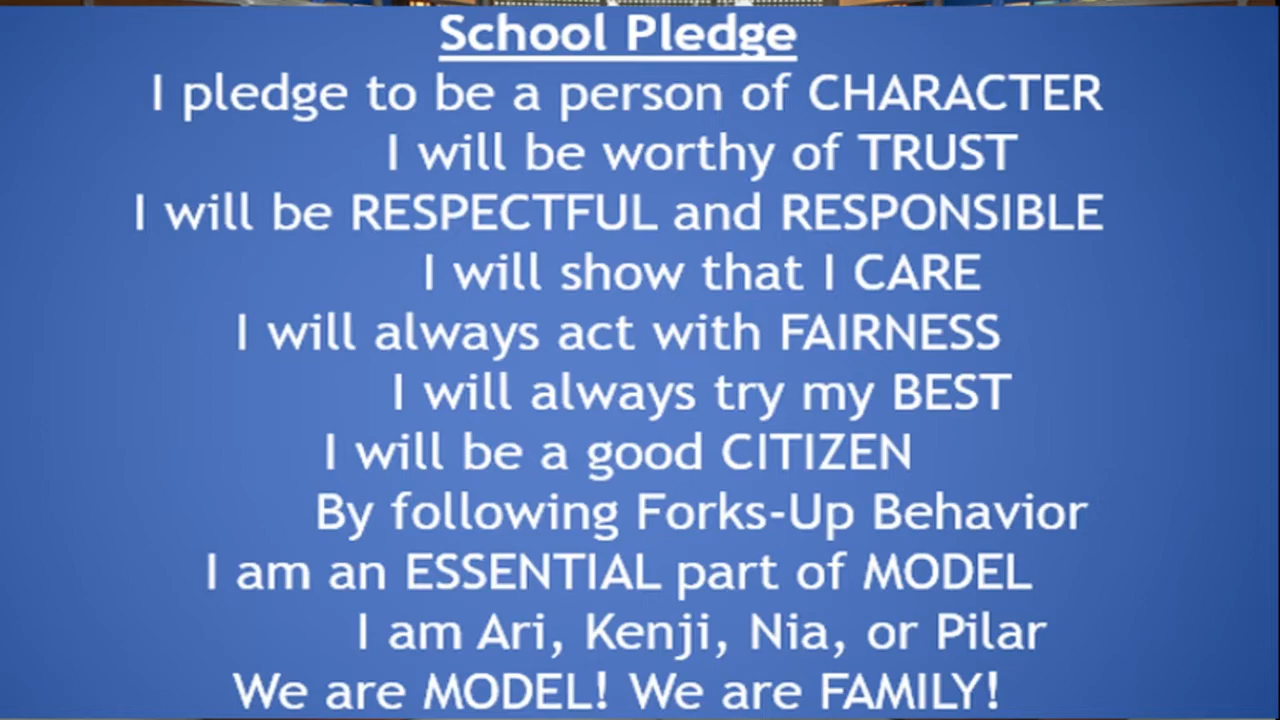 School Pledge
I pledge to be a person of CHARACTER
I will be worthy of TRUST
I will be RESPECTFUL and RESPONSIBLE
I will show that I CARE
I will always act with FAIRNESS
I will always try my BEST
I will be a good CITIZEN
By following Forks-Up Behavior
I am an ESSENTIAL part of MODEL
I am Ari, Kenji, Nia, or Pilar
We are MODEL! We are FAMILY!